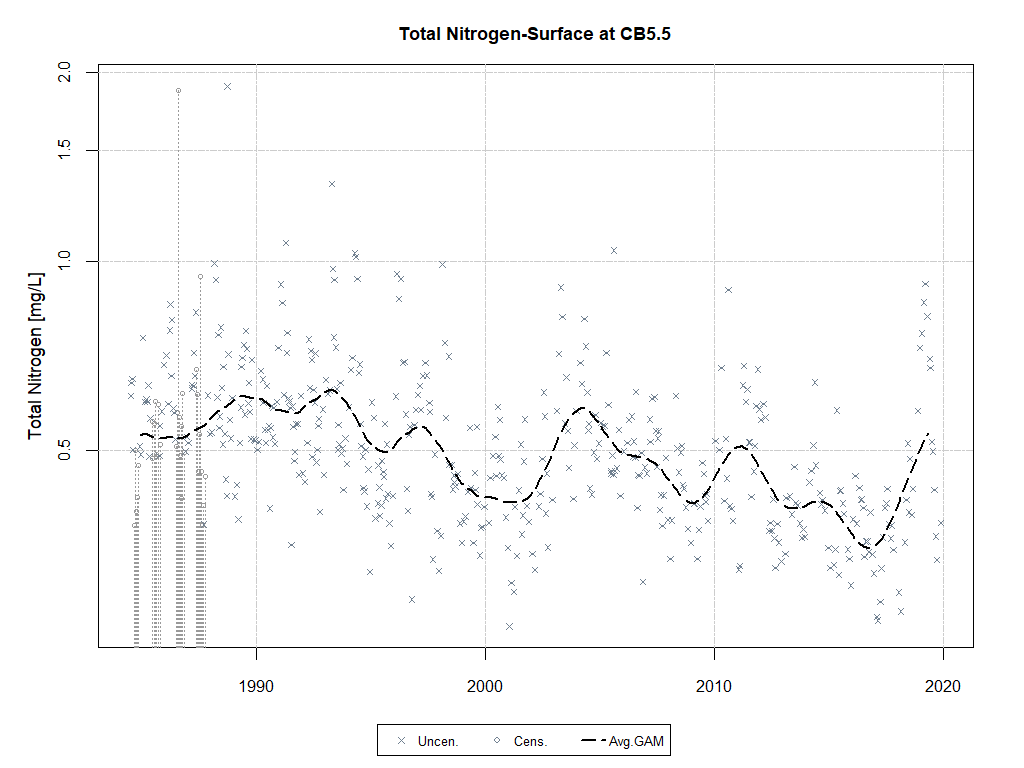 Total Nitrogen-Surface at CB5.5
Total Nitrogen [mg/L]
2.0
1.5
1.0
0.5
1990 2000 2010 2020
Uncen. Cens. Avg.GAM